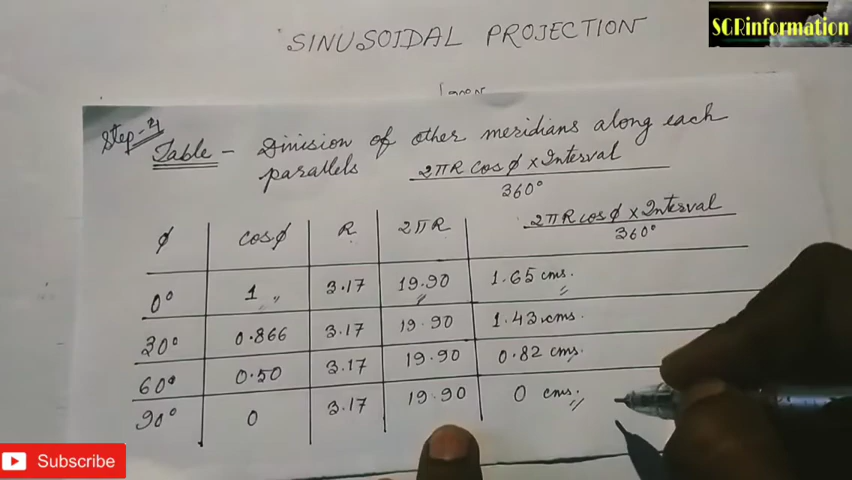 SGRinformation
SINUSOIDAL PROJECTION
Step-4
Table - Division of other meridians along each
parallels 2πR cosφ × Interval
360°
φ cosφ R 2πR 2πR cosφ × Interval
360°
0° 1 3.17 19.90 1.65 cms.
30° 0.866 3.17 19.90 1.43 cms.
60° 0.50 3.17 19.90 0.82 cms.
90° 0 3.17 19.90 0 cms.
Subscribe